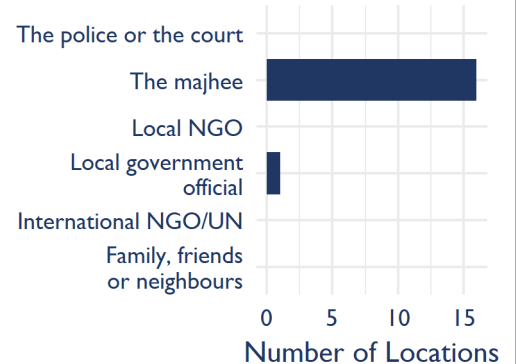 The police or the court
The majhee
Local NGO
Local government
official
International NGO/UN
Family, friends
or neighbours
0 5 10 15
Number of Locations